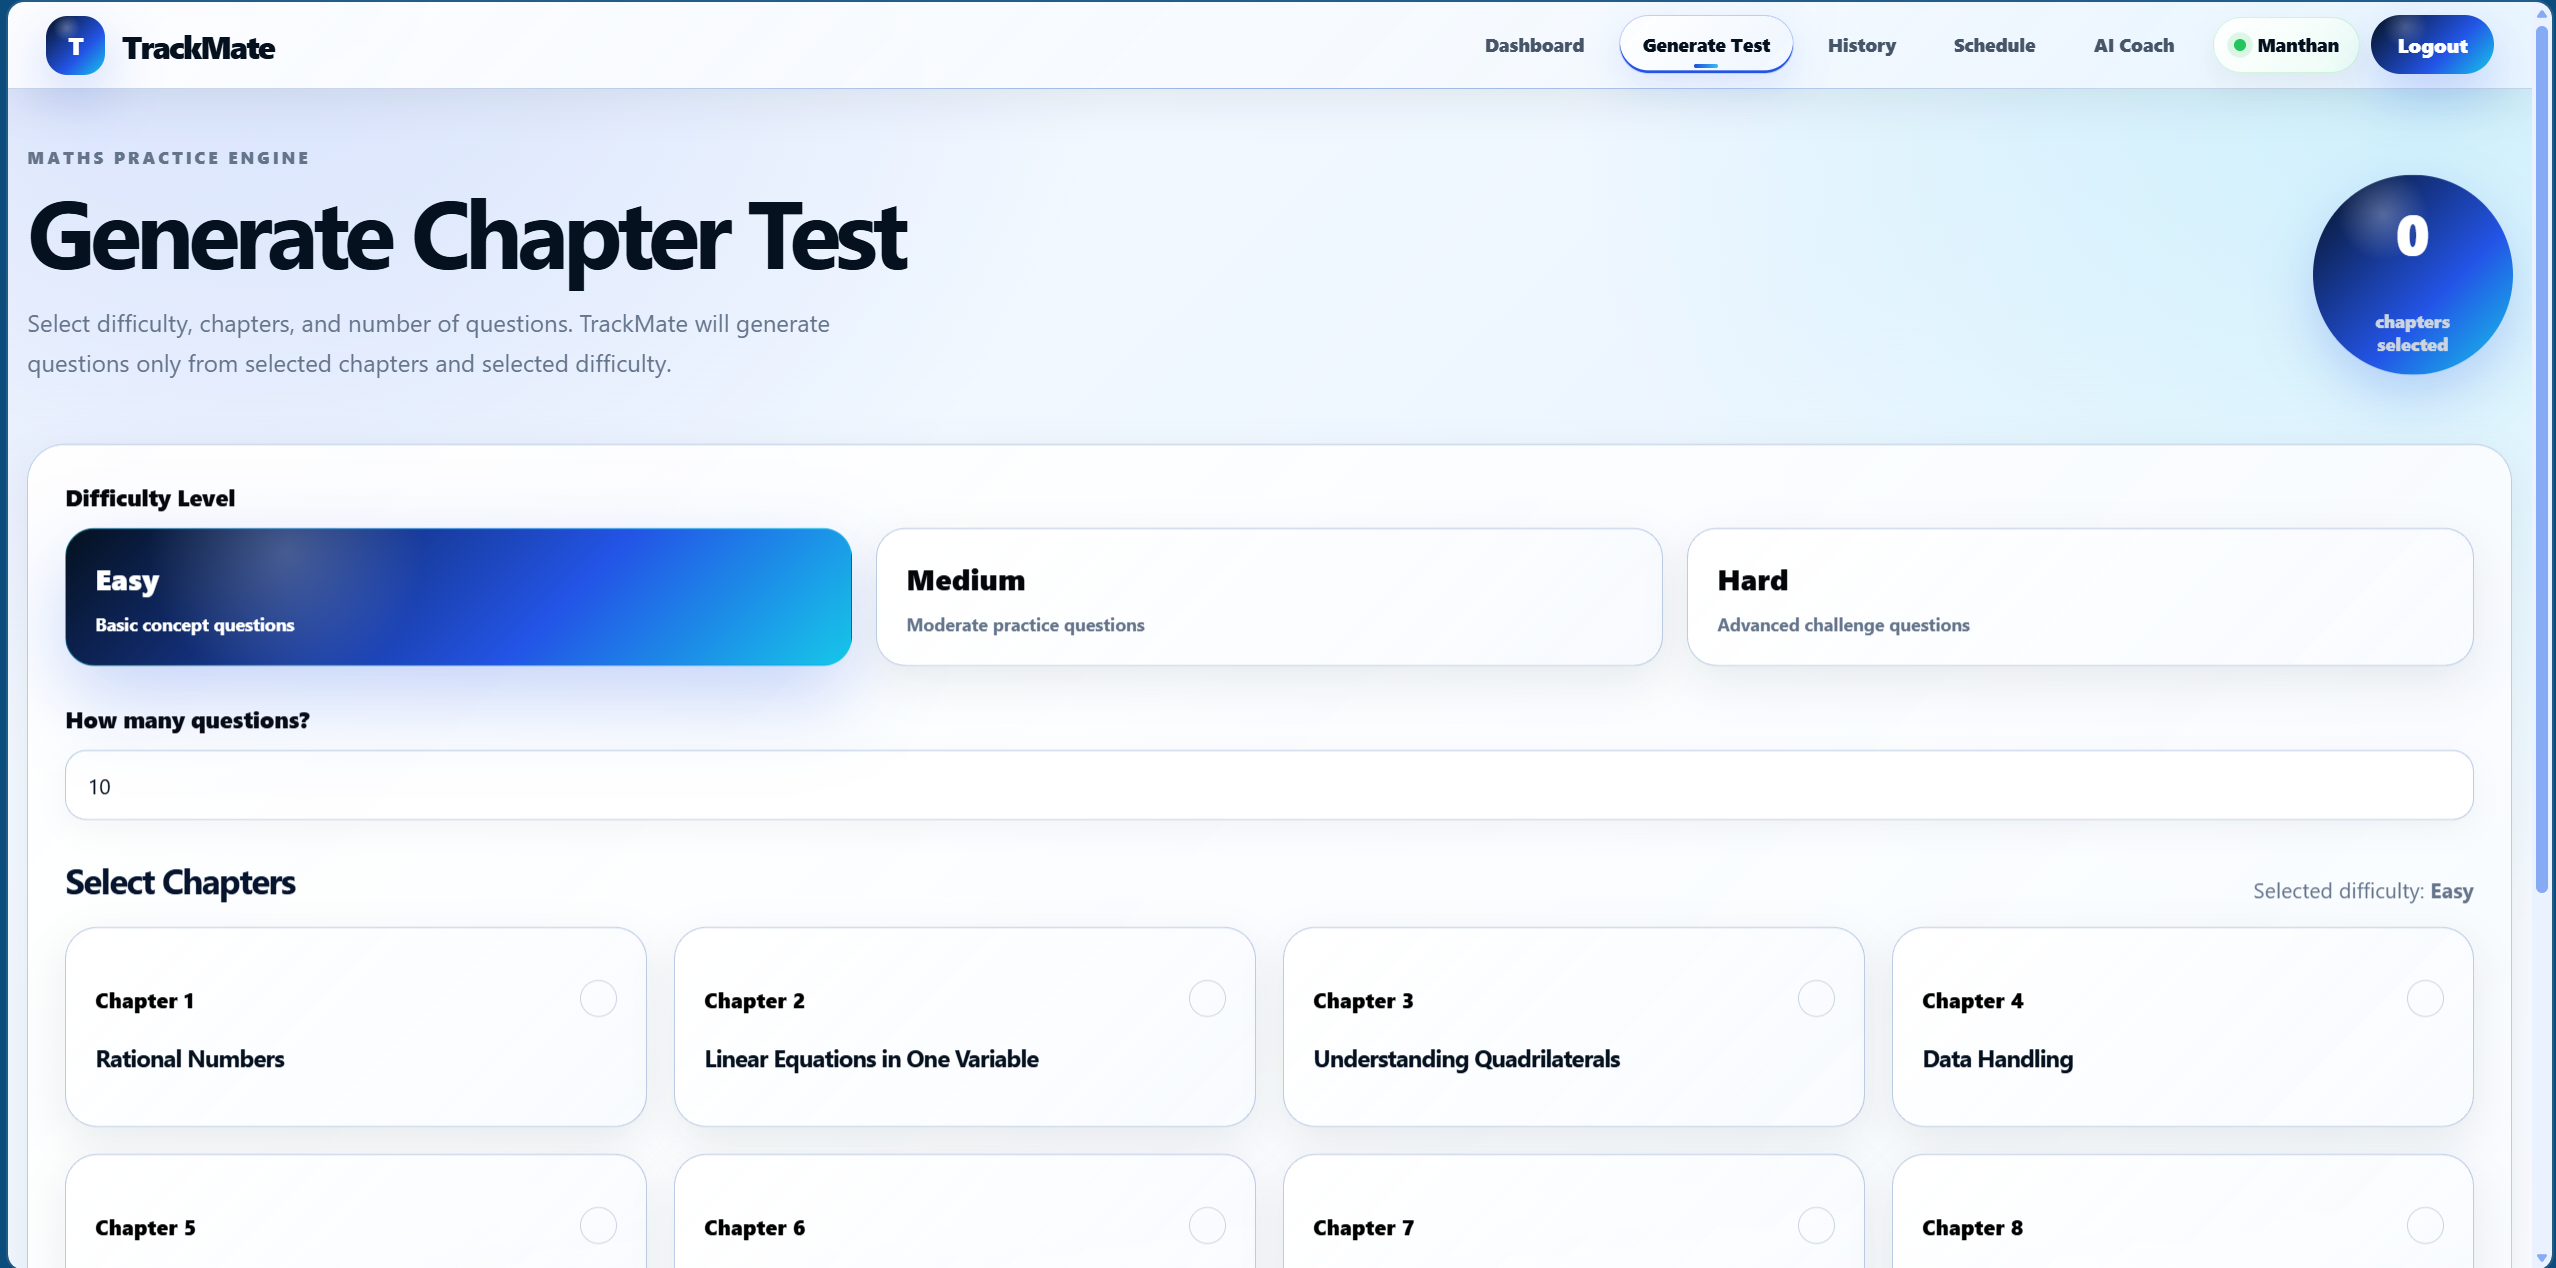 T
TrackMate
Dashboard
Generate Test
History
Schedule
AI Coach
Manthan
Logout
MATHS PRACTICE ENGINE
Generate Chapter Test
Select difficulty, chapters, and number of questions. TrackMate will generate
questions only from selected chapters and selected difficulty.
0
chapters
selected
Difficulty Level
Easy
Basic concept questions
Medium
Moderate practice questions
Hard
Advanced challenge questions
How many questions?
10
Select Chapters
Selected difficulty: Easy
Chapter 1
Rational Numbers
Chapter 2
Linear Equations in One Variable
Chapter 3
Understanding Quadrilaterals
Chapter 4
Data Handling
Chapter 5
Chapter 6
Chapter 7
Chapter 8